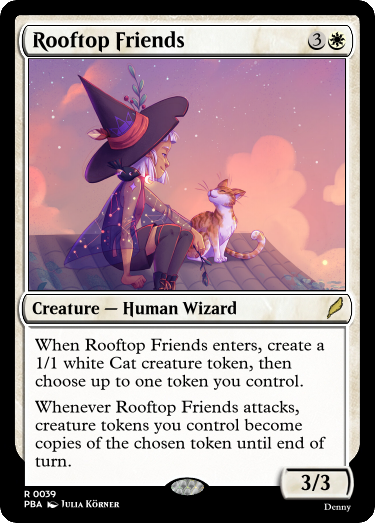 Rooftop Friends
3
Creature — Human Wizard
When Rooftop Friends enters, create a
1/1 white Cat creature token, then
choose up to one token you control.
Whenever Rooftop Friends attacks,
creature tokens you control become
copies of the chosen token until end of
turn.
3/3
R 0039
PBA Julia Körner
Denny